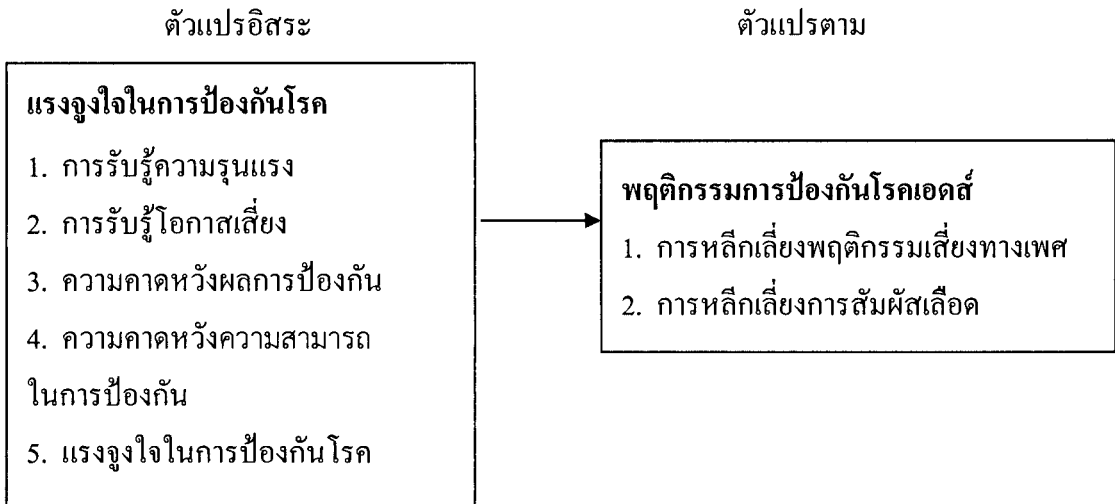 ตัวแปรอิสระ
ตัวแปรตาม
แรงจูงใจในการป้องกันโรค
1. การรับรู้ความรุนแรง
2. การรับรู้โอกาสเสี่ยง
3. ความคาดหวังผลการป้องกัน
4. ความคาดหวังความสามารถ
ในการป้องกัน
5. แรงจูงใจในการป้องกันโรค
พฤติกรรมการป้องกันโรคเอดส์
1. การหลีกเลี่ยงพฤติกรรมเสี่ยงทางเพศ
2. การหลีกเลี่ยงการสัมผัสเลือด